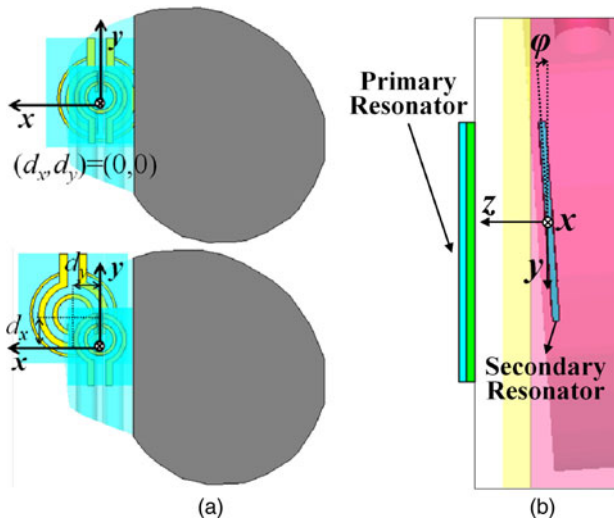 y
x
(dx,dy)=(0,0)
dy
y
dx
x
(a)
φ
Primary
Resonator
z
x
y
Secondary
Resonator
(b)